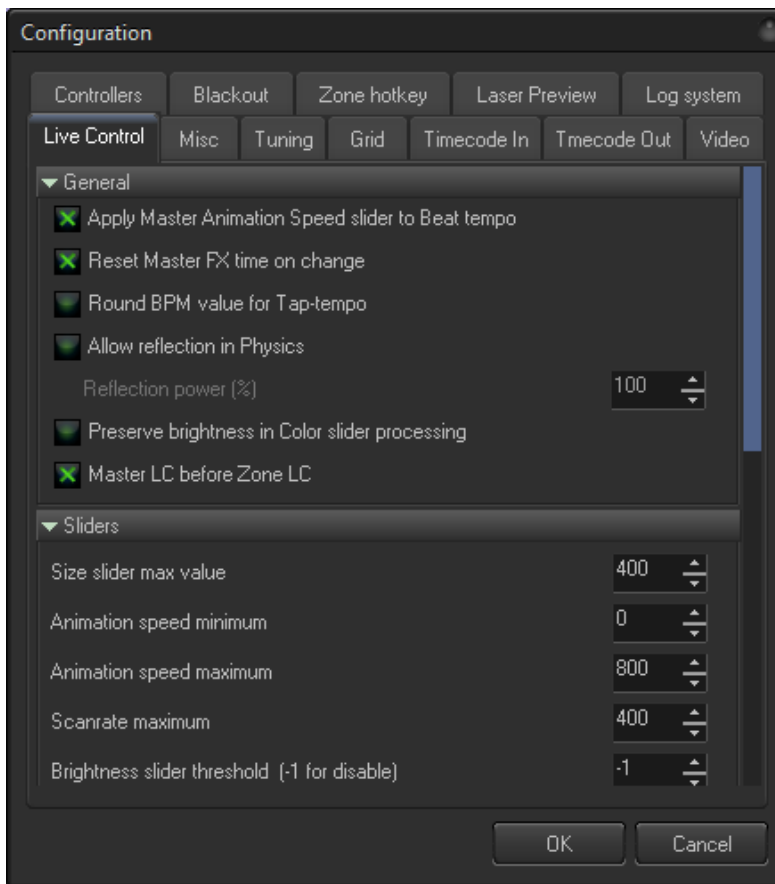 Configuration
Controllers Blackout Zone hotkey Laser Preview Log system
Live Control Misc Tuning Grid Timecode In Tmecode Out Video
General
Apply Master Animation Speed slider to Beat tempo
Reset Master FX time on change
Round BPM value for Tap-tempo
Allow reflection in Physics
Reflection power (%) 100
Preserve brightness in Color slider processing
Master LC before Zone LC
Sliders
Size slider max value 400
Animation speed minimum 0
Animation speed maximum 800
Scanrate maximum 400
Brightness slider threshold (-1 for disable) -1
OK Cancel